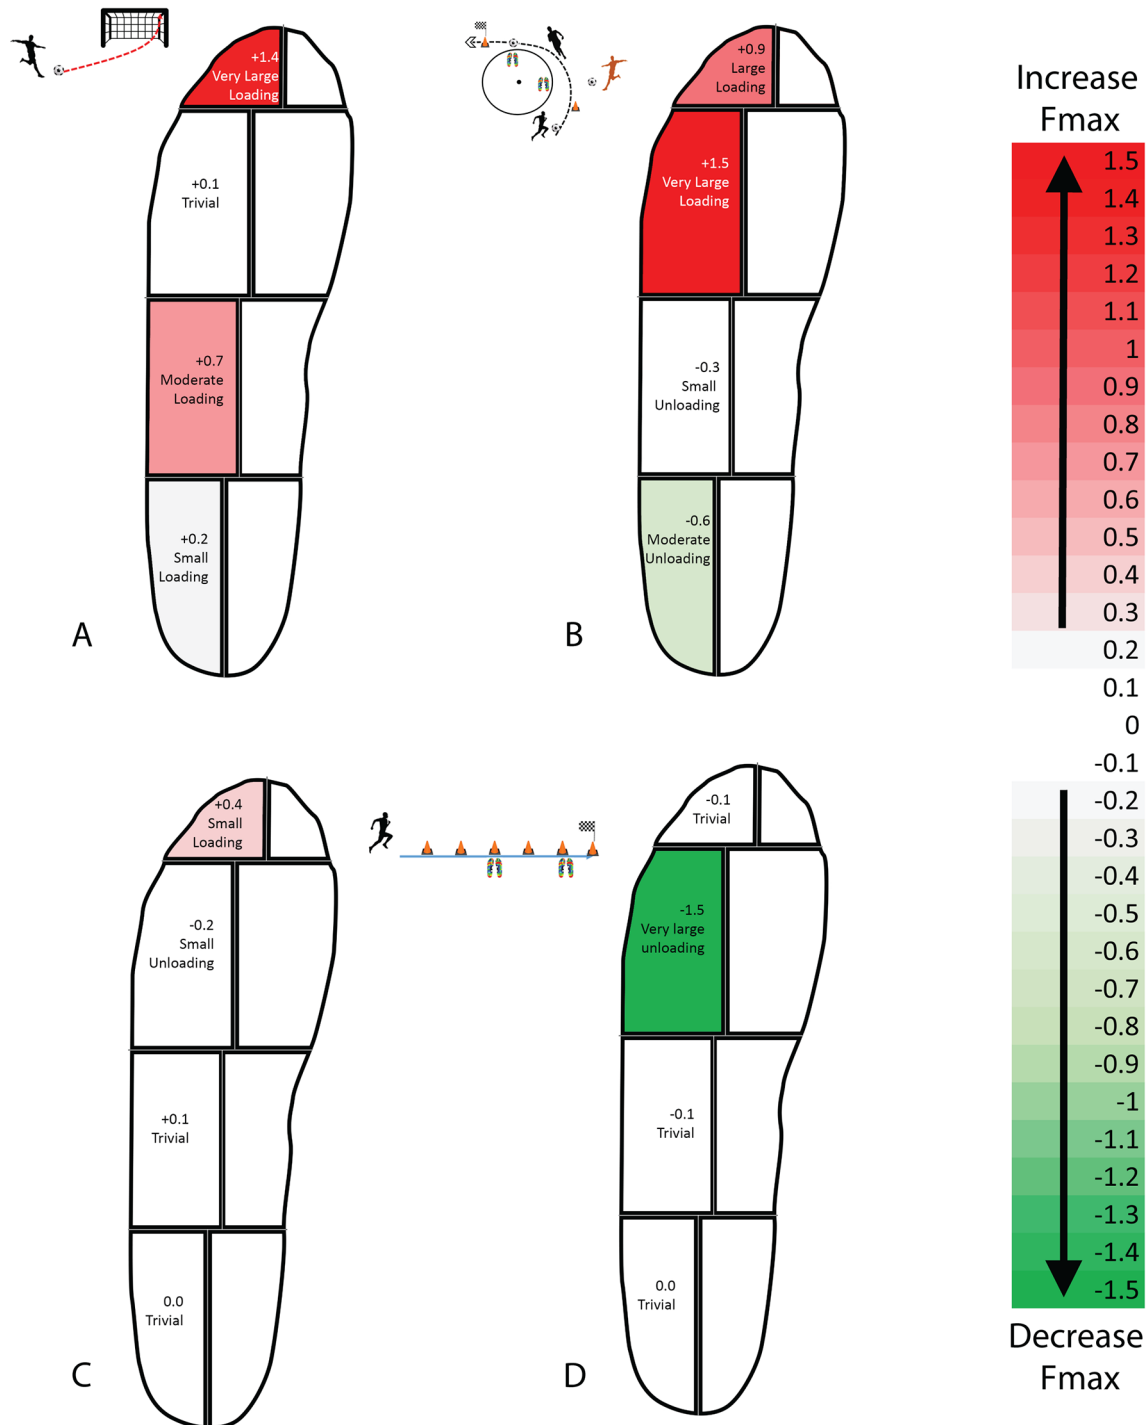 +1.4
Very Large
Loading
+0.1
Trivial
+0.7
Moderate
Loading
+0.2
Small
Loading
A
+0.9
Large
Loading
+1.5
Very Large
Loading
-0.3
Small
Unloading
-0.6
Moderate
Unloading
B
+0.4
Small
Loading
-0.2
Small
Unloading
+0.1
Trivial
0.0
Trivial
C
-0.1
Trivial
-1.5
Very large
unloading
-0.1
Trivial
0.0
Trivial
D
Increase
Fmax
1.5
1.4
1.3
1.2
1.1
1
0.9
0.8
0.7
0.6
0.5
0.4
0.3
0.2
0.1
0
-0.1
-0.2
-0.3
-0.4
-0.5
-0.6
-0.7
-0.8
-0.9
-1
-1.1
-1.2
-1.3
-1.4
-1.5
Decrease
Fmax